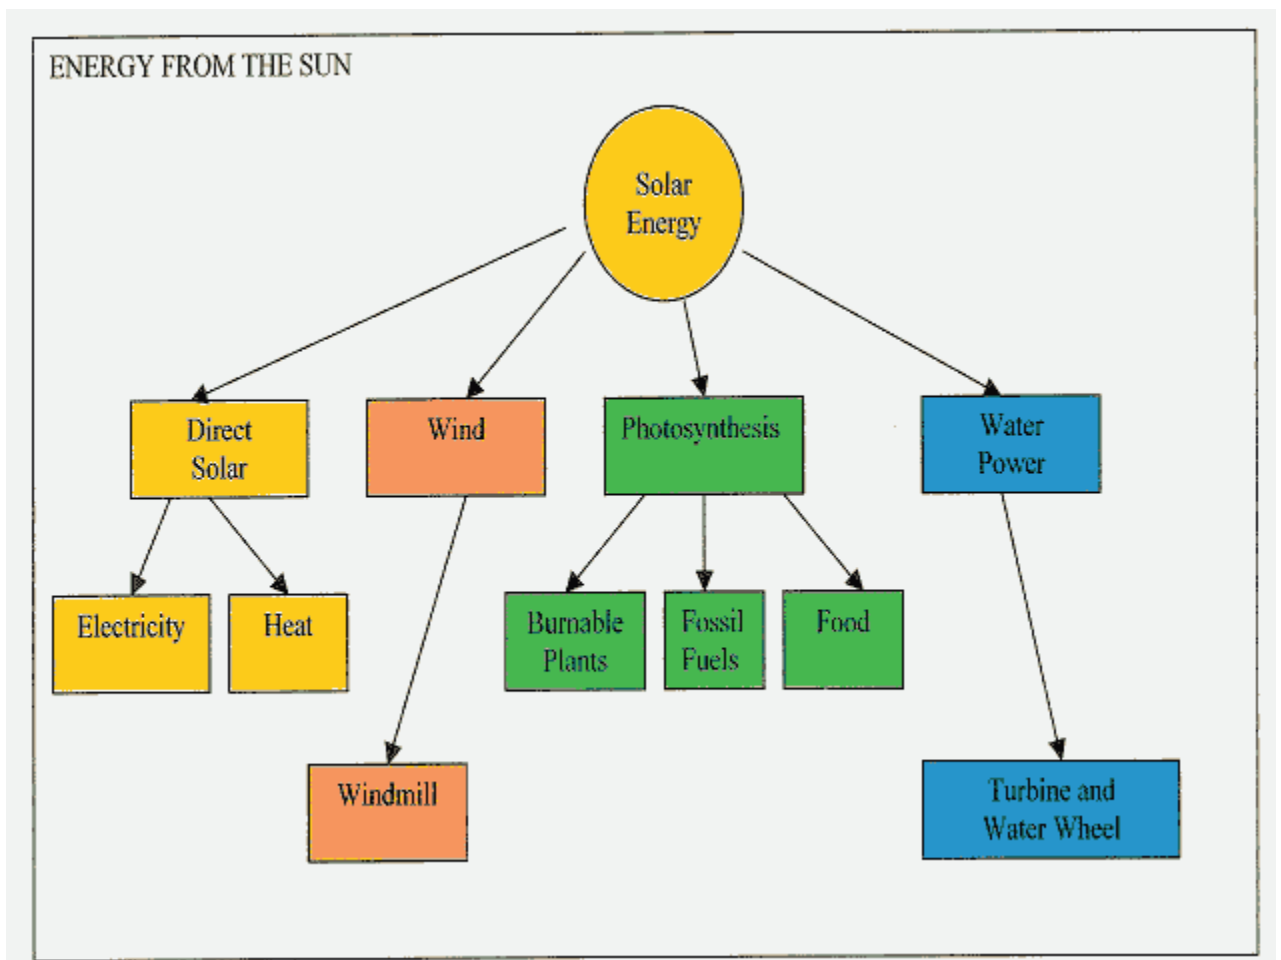 ENERGY FROM THE SUN
Solar
Energy
Direct
Solar
Wind
Photosynthesis
Water
Power
Electricity
Heat
Burnable
Plants
Fossil
Fuels
Food
Windmill
Turbine and
Water Wheel